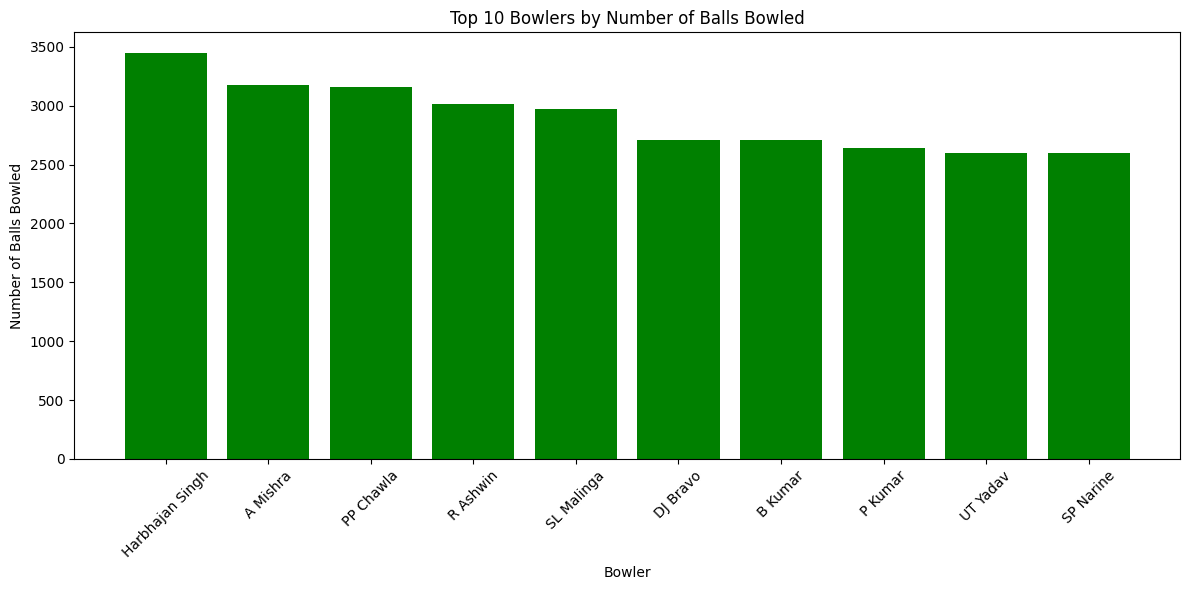 Top 10 Bowlers by Number of Balls Bowled
Number of Balls Bowled
3500
3000
2500
2000
1500
1000
500
0
Harbhajan Singh
A Mishra
PP Chawla
R Ashwin
SL Malinga
DJ Bravo
B Kumar
P Kumar
UT Yadav
SP Narine
Bowler